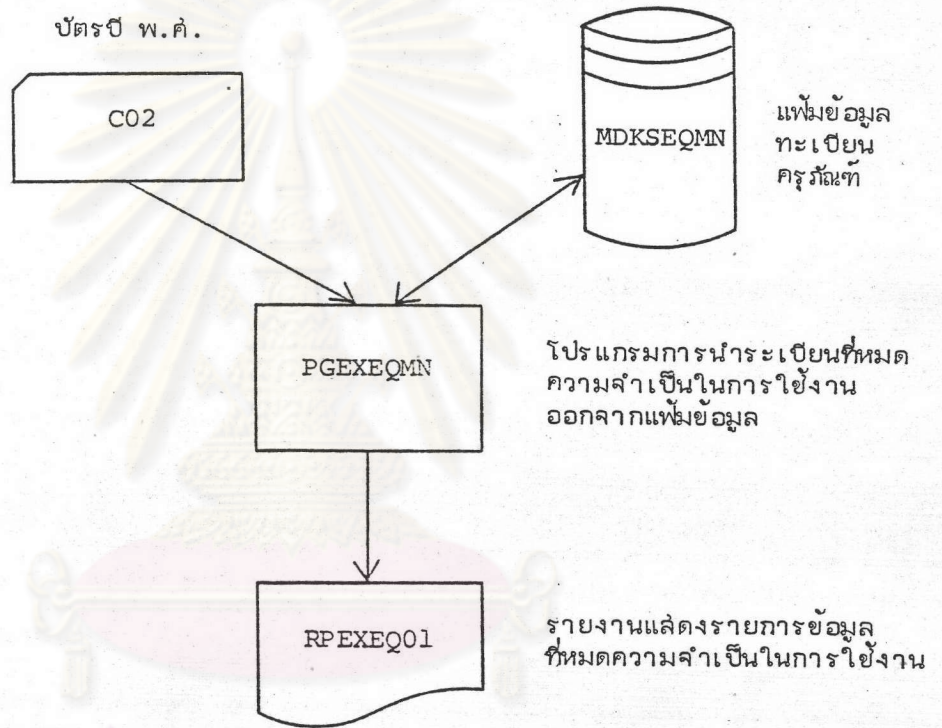 บัตรปี พ.ศ.
C02
MDKSEQMN
แฟ้มข้อมูล
ทะเบียน
ครุภัณฑ์
PGEXEQMN
โปรแกรมการนำระเบียนที่หมด
ความจำเป็นในการใช้งาน
ออกจากแฟ้มข้อมูล
RPEXEQ01
รายงานแสดงรายการข้อมูล
ที่หมดความจำเป็นในการใช้งาน